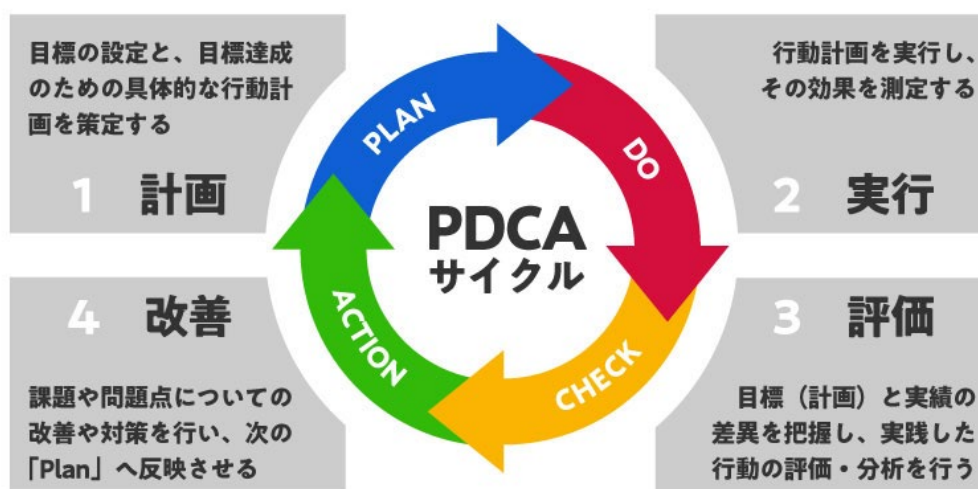 目標の設定と、目標達成
のための具体的な行動計
画を策定する
1 計画
PLAN
DO
行動計画を実行し、
その効果を測定する
2 実行
PDCA
サイクル
3 評価
目標（計画）と実績の
差異を把握し、実践した
行動の評価・分析を行う
CHECK
ACTION
4 改善
課題や問題点についての
改善や対策を行い、次の
「Plan」へ反映させる